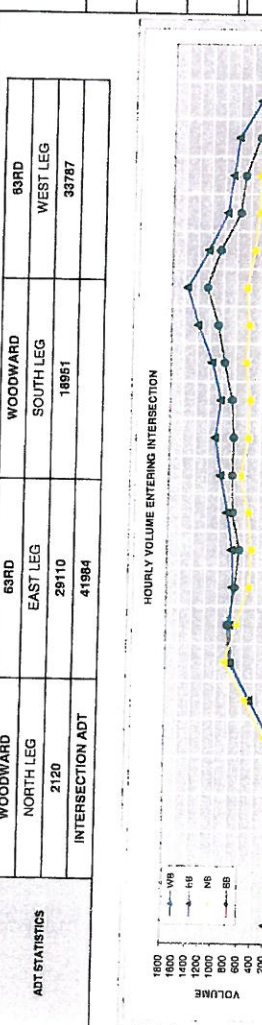 ADT STATISTICS
WOODWARD 63RD WOODWARD 63RD
NORTH LEG EAST LEG SOUTH LEG WEST LEG
2120 29110 18951 33787
INTERSECTION ADT 41984
HOURLY VOLUME ENTERING INTERSECTION
VOLUME
1800
1600
1400
1200
1000
800
600
400
200
WB
EB
NB